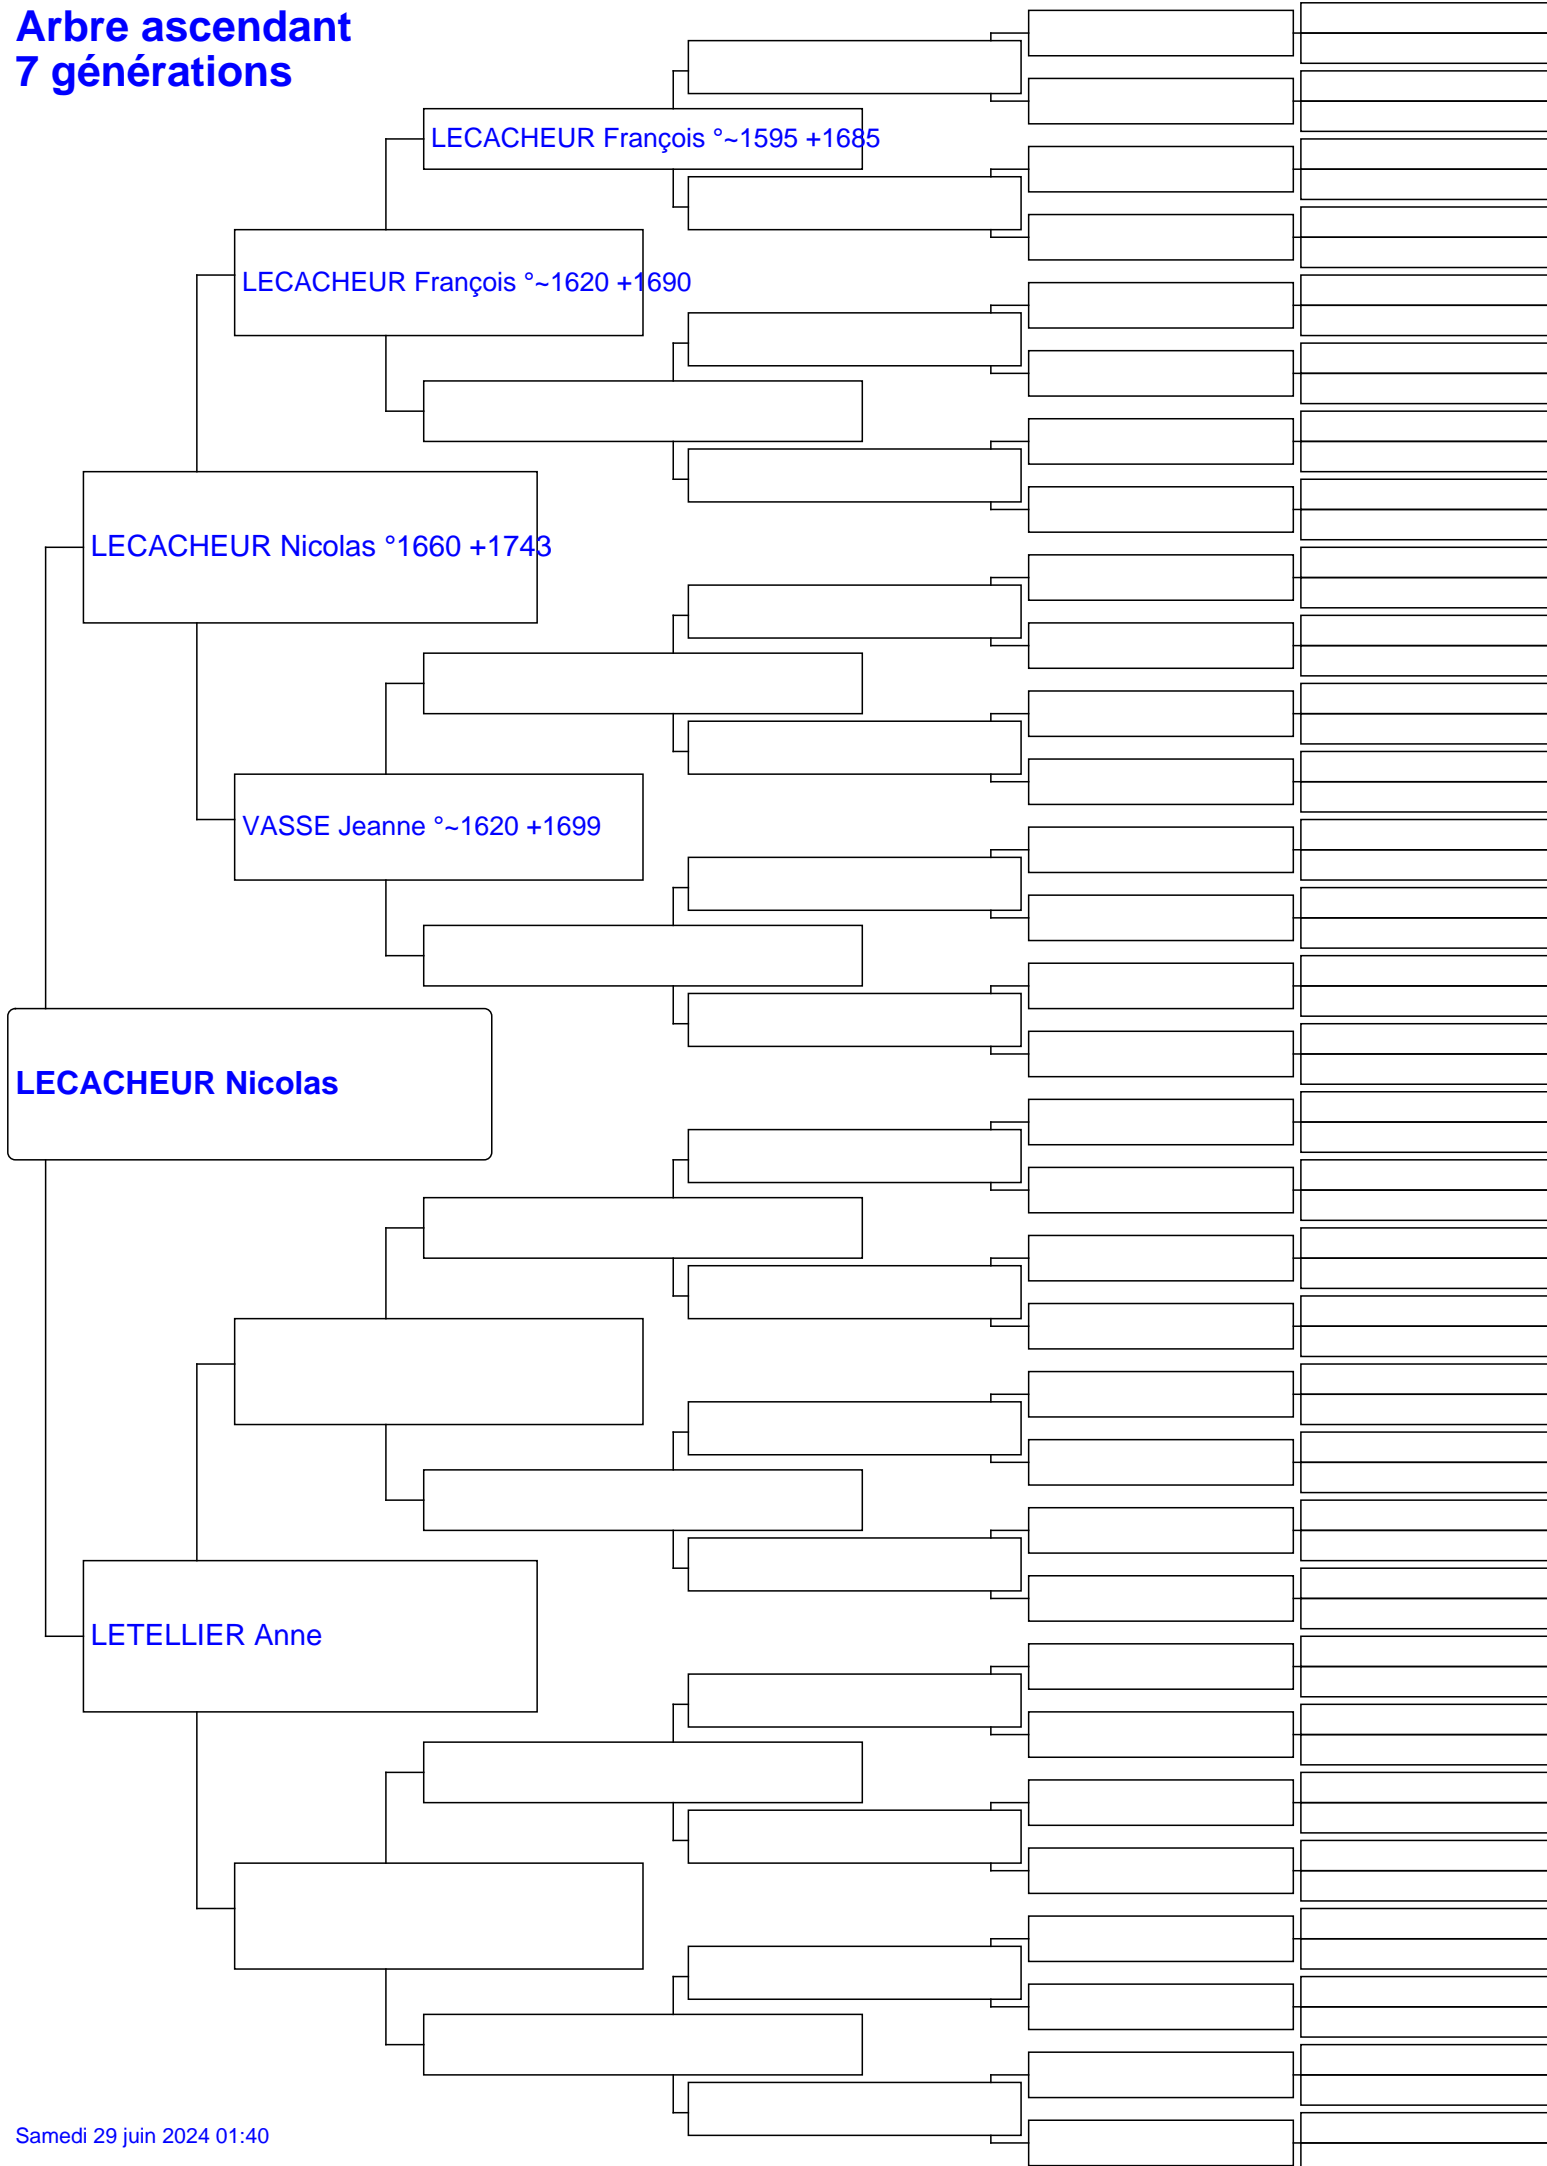 Arbre ascendant
7 générations
LECACHEUR François °~1595 +1685
LECACHEUR François °~1620 +1690
LECACHEUR Nicolas °1660 +1743
VASSE Jeanne °~1620 +1699
LECACHEUR Nicolas
LETELLIER Anne
Samedi 29 juin 2024 01:40